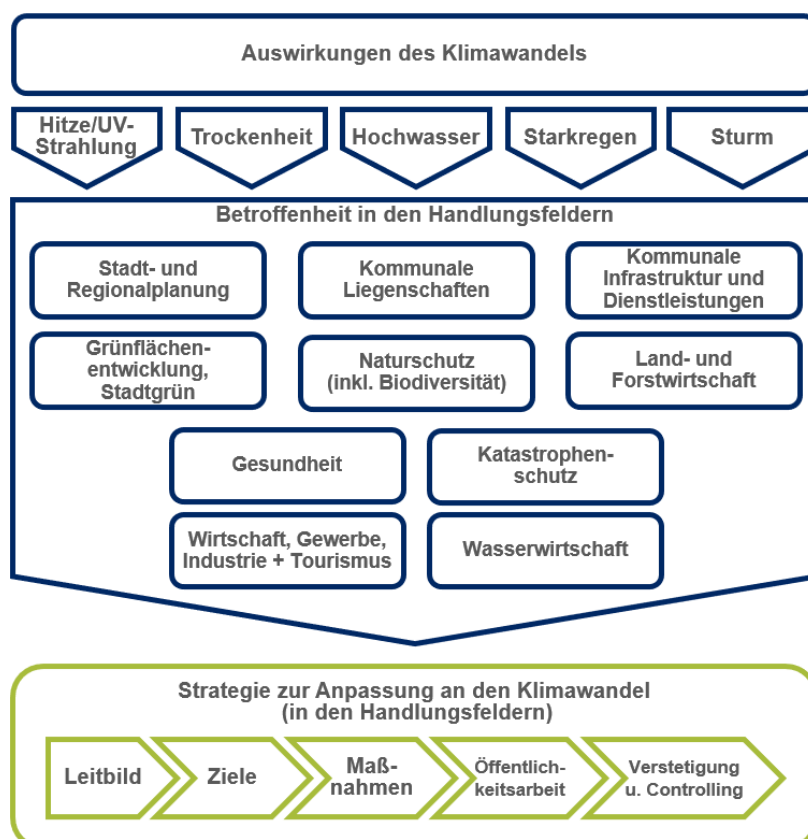 Auswirkungen des Klimawandels
Hitze/UV-
Strahlung
Trockenheit
Hochwasser
Starkregen
Sturm
Betroffenheit in den Handlungsfeldern
Stadt- und
Regionalplanung
Kommunale
Liegenschaften
Kommunale
Infrastruktur und
Dienstleistungen
Grünflächen-
entwicklung,
Stadtgrün
Naturschutz
(inkl. Biodiversität)
Land- und
Forstwirtschaft
Gesundheit
Katastrophen-
schutz
Wirtschaft, Gewerbe,
Industrie + Tourismus
Wasserwirtschaft
Strategie zur Anpassung an den Klimawandel
(in den Handlungsfeldern)
Leitbild
Ziele
Maß-
nahmen
Öffentlich-
keitsarbeit
Verstetigung
u. Controlling